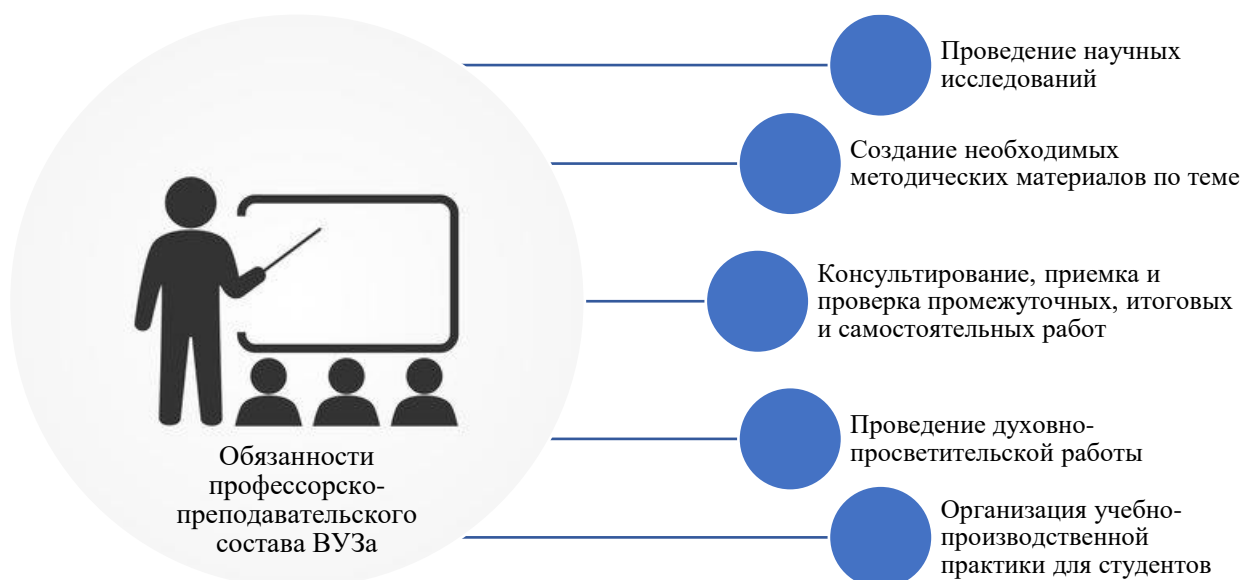 Обязанности
профессорско-
преподавательского
состава ВУЗа
Проведение научных
исследований
Создание необходимых
методических материалов по теме
Консультирование, приемка и
проверка промежуточных, итоговых
и самостоятельных работ
Проведение духовно-
просветительской работы
Организация учебно-
производственной
практики для студентов